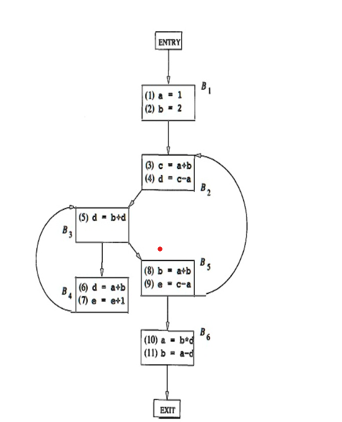 ENTRY
B1
(1) a = 1
(2) b = 2
(3) c = a+b
(4) d = c-a
B2
(5) d = b+d
B3
B5
(8) b = a+b
(9) e = c-a
B4
(6) d = a+b
(7) e = e+1
B6
(10) a = b*d
(11) b = a-d
EXIT